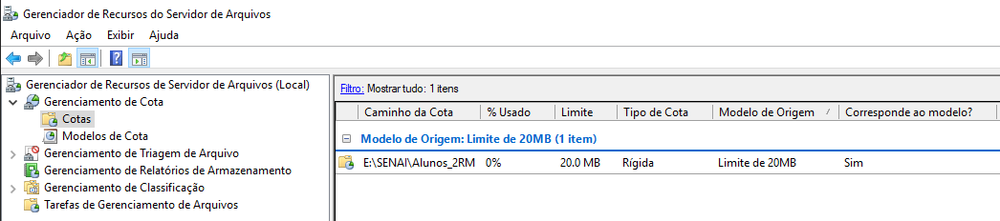 Gerenciador de Recursos do Servidor de Arquivos
Arquivo Ação Exibir Ajuda
Gerenciador de Recursos de Servidor de Arquivos (Local)
Gerenciamento de Cota
Cotas
Modelos de Cota
Gerenciamento de Triagem de Arquivo
Gerenciamento de Relatórios de Armazenamento
Gerenciamento de Classificação
Tarefas de Gerenciamento de Arquivos
Filtro: Mostrar tudo: 1 itens
Caminho da Cota % Usado Limite Tipo de Cota Modelo de Origem Corresponde ao modelo?
Modelo de Origem: Limite de 20MB (1 item)
E:\SENAI\Alunos_2RM 0% 20.0 MB Rígida Limite de 20MB Sim